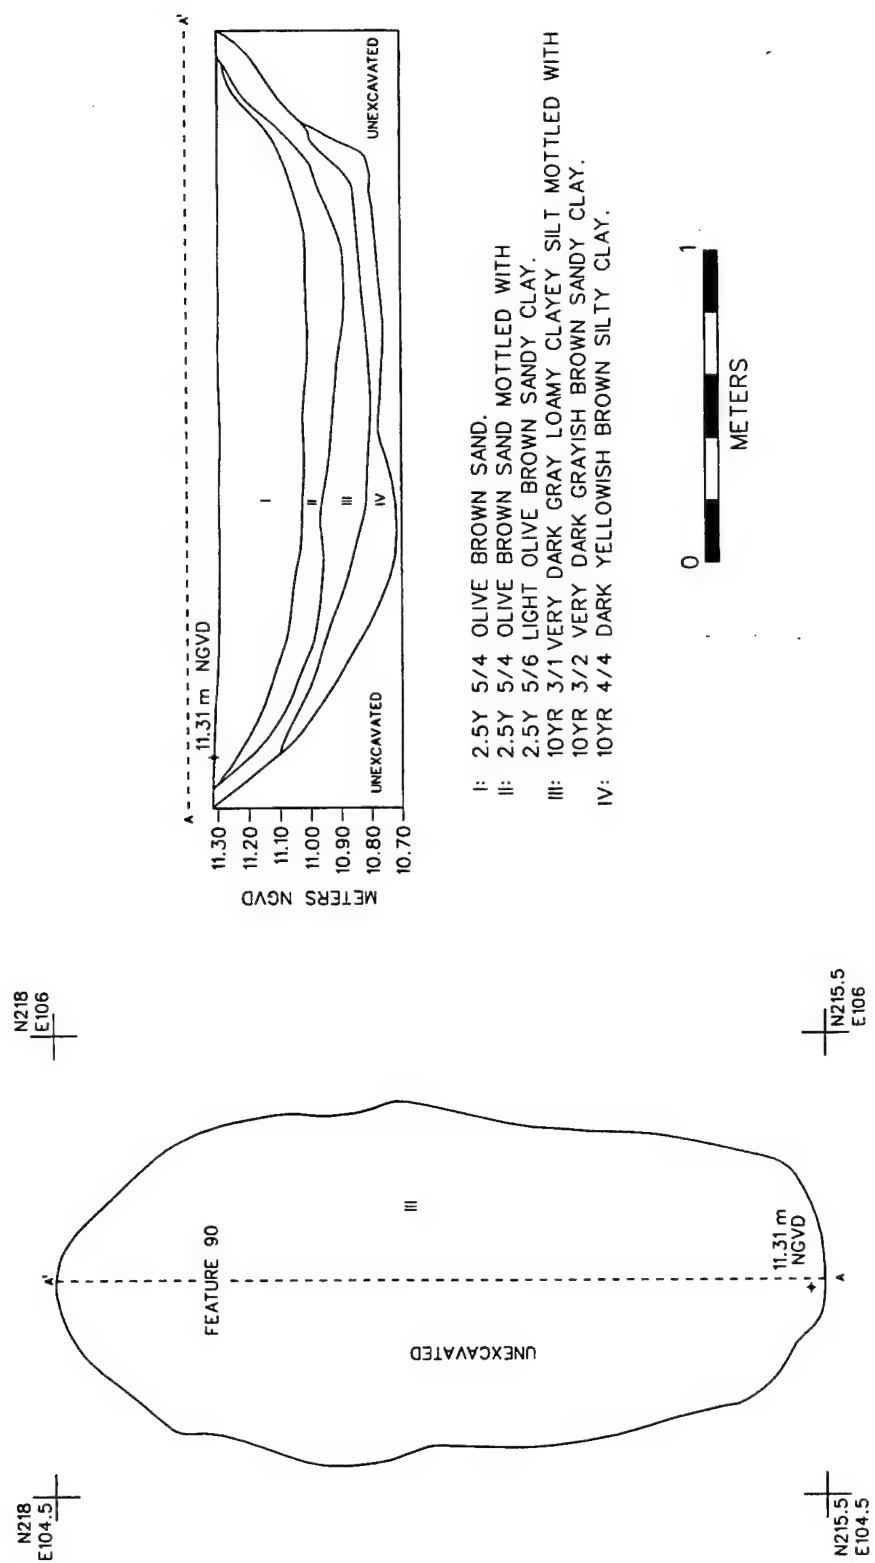 N218
E104.5
N218
E106
A'
FEATURE 90
III
UNEXCAVATED
11.31 m
NGVD
A
N215.5
E104.5
N215.5
E106
A
A'
11.31 m NGVD
METERS NGVD
11.30
11.20
11.10
11.00
10.90
10.80
10.70
I
II
III
IV
UNEXCAVATED
UNEXCAVATED
I: 2.5Y 5/4 OLIVE BROWN SAND.
II: 2.5Y 5/4 OLIVE BROWN SAND MOTTLED WITH
2.5Y 5/6 LIGHT OLIVE BROWN SANDY CLAY.
III: 10YR 3/1 VERY DARK GRAY LOAMY CLAYEY SILT MOTTLED WITH
10YR 3/2 VERY DARK GRAYISH BROWN SANDY CLAY.
IV: 10YR 4/4 DARK YELLOWISH BROWN SILTY CLAY.
0 1
METERS